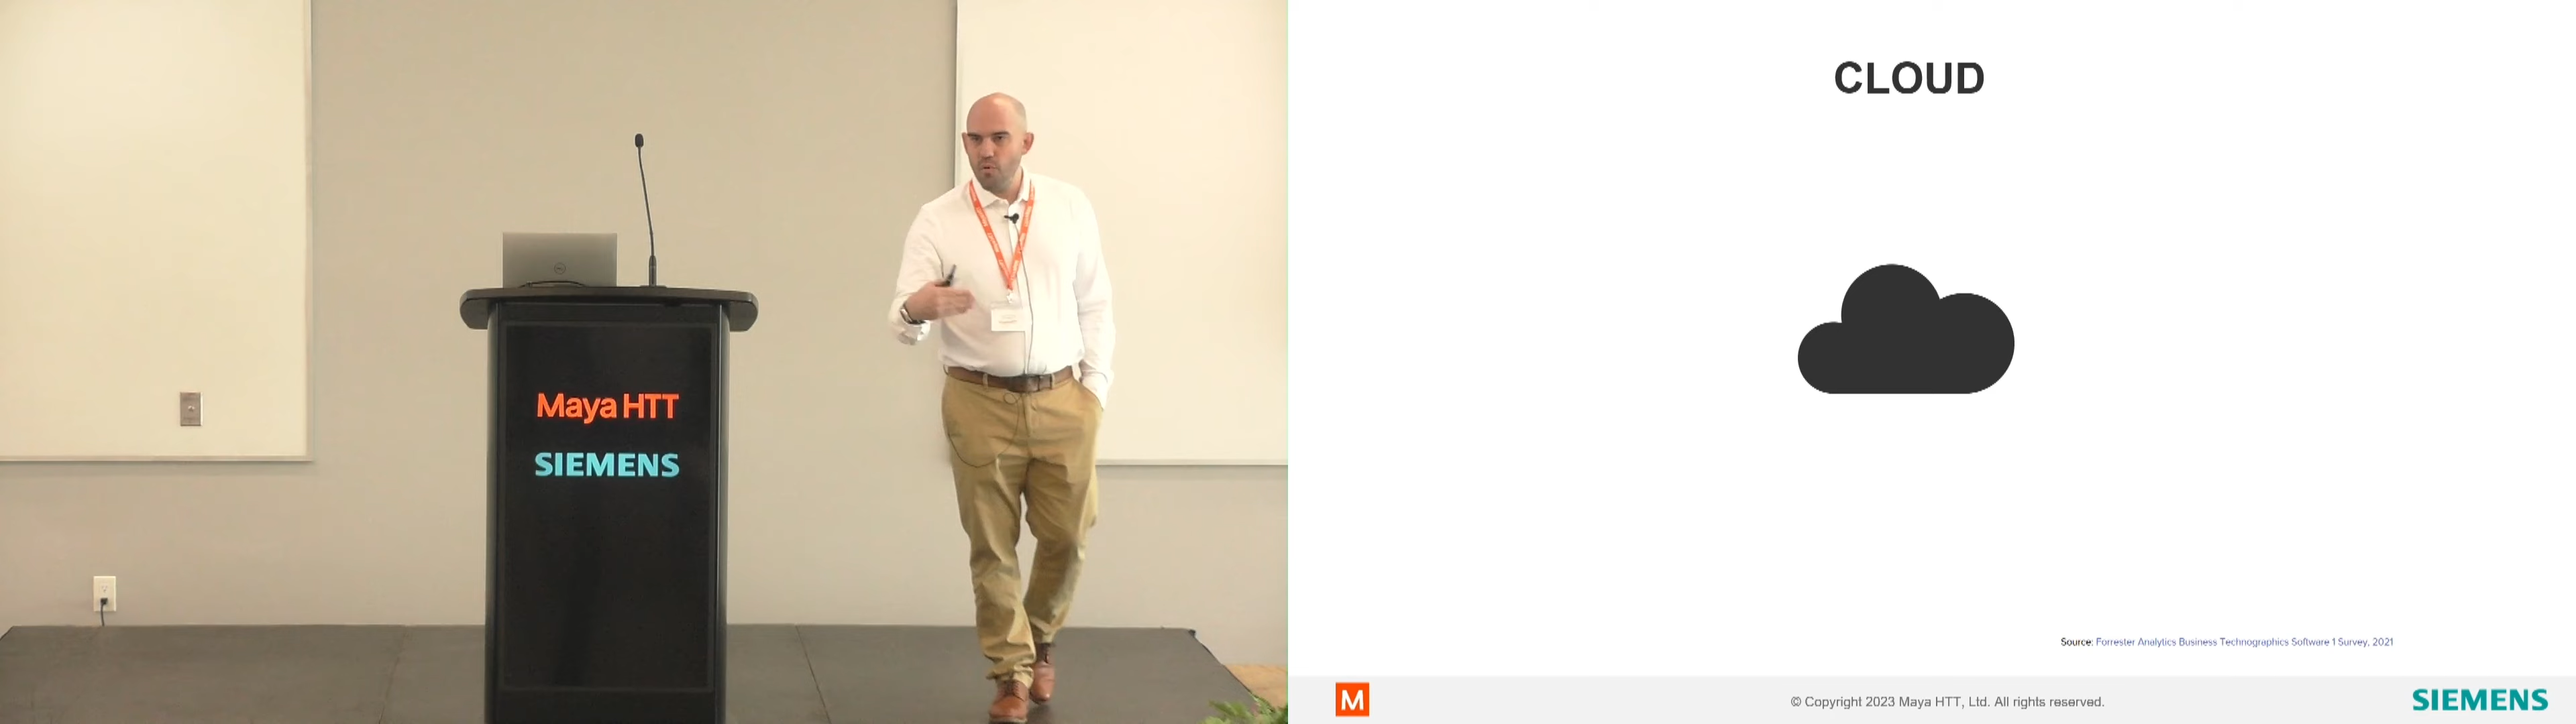 Maya HTT
SIEMENS
CLOUD
Source: Forrester Analytics Business Technographics Software 1 Survey, 2021
M
© Copyright 2023 Maya HTT, Ltd. All rights reserved.
SIEMENS